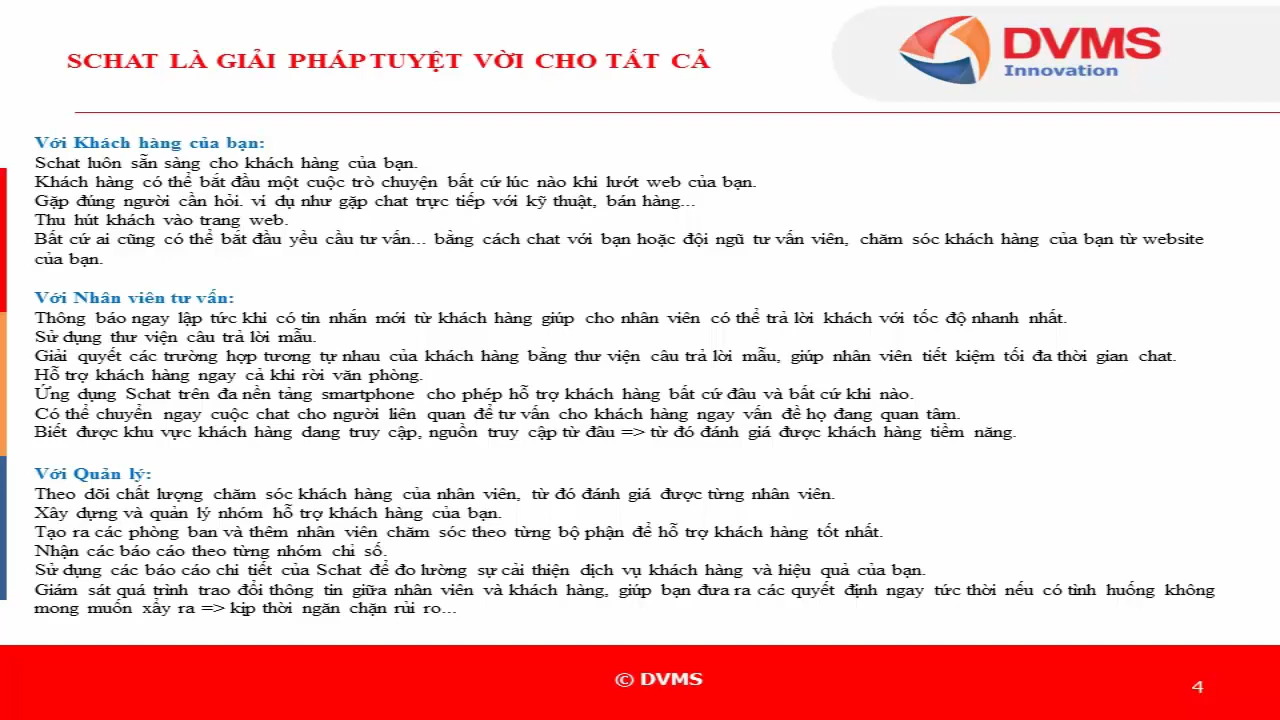 SCHAT LÀ GIẢI PHÁP TUYỆT VỜI CHO TẤT CẢ
DVMS
Innovation
Với Khách hàng của bạn:
Schat luôn sẵn sàng cho khách hàng của bạn.
Khách hàng có thể bắt đầu một cuộc trò chuyện bất cứ lúc nào khi lướt web của bạn.
Gặp đúng người cần hỏi. ví dụ như gặp chat trực tiếp với kỹ thuật, bán hàng...
Thu hút khách vào trang web.
Bất cứ ai cũng có thể bắt đầu yều cầu tư vấn... bằng cách chat với bạn hoặc đội ngũ tư vấn viên, chăm sóc khách hàng của bạn từ website
của bạn.
Với Nhân viên tư vấn:
Thông báo ngay lập tức khi có tin nhắn mới từ khách hàng giúp cho nhân viên có thể trả lời khách với tốc độ nhanh nhất.
Sử dụng thư viện câu trả lời mẫu.
Giải quyết các trường hợp tương tự nhau của khách hàng bằng thư viện câu trả lời mẫu, giúp nhân viên tiết kiệm tối đa thời gian chat.
Hỗ trợ khách hàng ngay cả khi rời văn phòng.
Ứng dụng Schat trên đa nền tảng smartphone cho phép hỗ trợ khách hàng bất cứ đâu và bất cứ khi nào.
Có thể chuyển ngay cuộc chat cho người liên quan để tư vấn cho khách hàng ngay vấn đề họ đang quan tâm.
Biết được khu vực khách hàng dang truy cập, nguồn truy cập từ đâu => từ đó đánh giá được khách hàng tiềm năng.
Với Quản lý:
Theo dõi chất lượng chăm sóc khách hàng của nhân viên, từ đó đánh giá được từng nhân viên.
Xây dựng và quản lý nhóm hỗ trợ khách hàng của bạn.
Tạo ra các phòng ban và thêm nhân viên chăm sóc theo từng bộ phận để hỗ trợ khách hàng tốt nhất.
Nhận các báo cáo theo từng nhóm chỉ số.
Sử dụng các báo cáo chi tiết của Schat để đo lường sự cải thiện dịch vụ khách hàng và hiệu quả của bạn.
Giám sát quá trình trao đổi thông tin giữa nhân viên và khách hàng, giúp bạn đưa ra các quyết định ngay tức thời nếu có tình huống không
mong muốn xẩy ra => kịp thời ngăn chặn rủi ro...
© DVMS
4